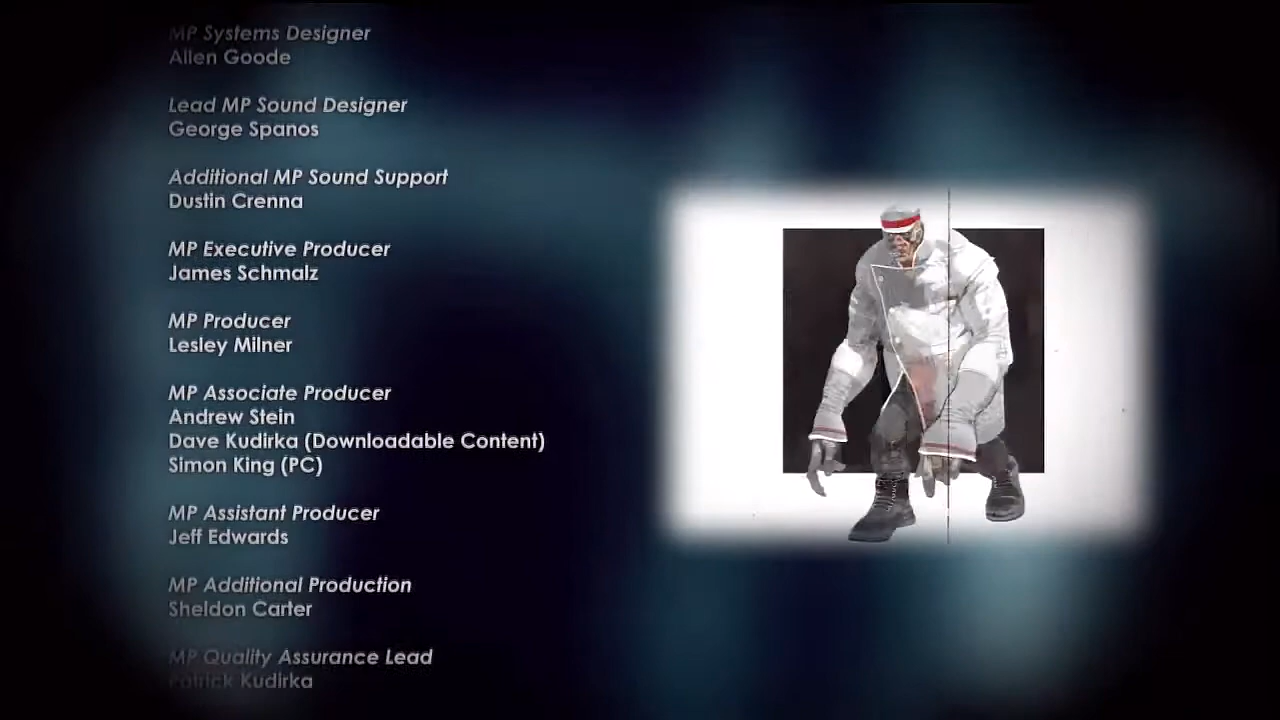 MP Systems Designer
Allen Goode
Lead MP Sound Designer
George Spanos
Additional MP Sound Support
Dustin Crenna
MP Executive Producer
James Schmalz
MP Producer
Lesley Milner
MP Associate Producer
Andrew Stein
Dave Kudirka (Downloadable Content)
Simon King (PC)
MP Assistant Producer
Jeff Edwards
MP Additional Production
Sheldon Carter
MP Quality Assurance Lead
Patrick Kudirka